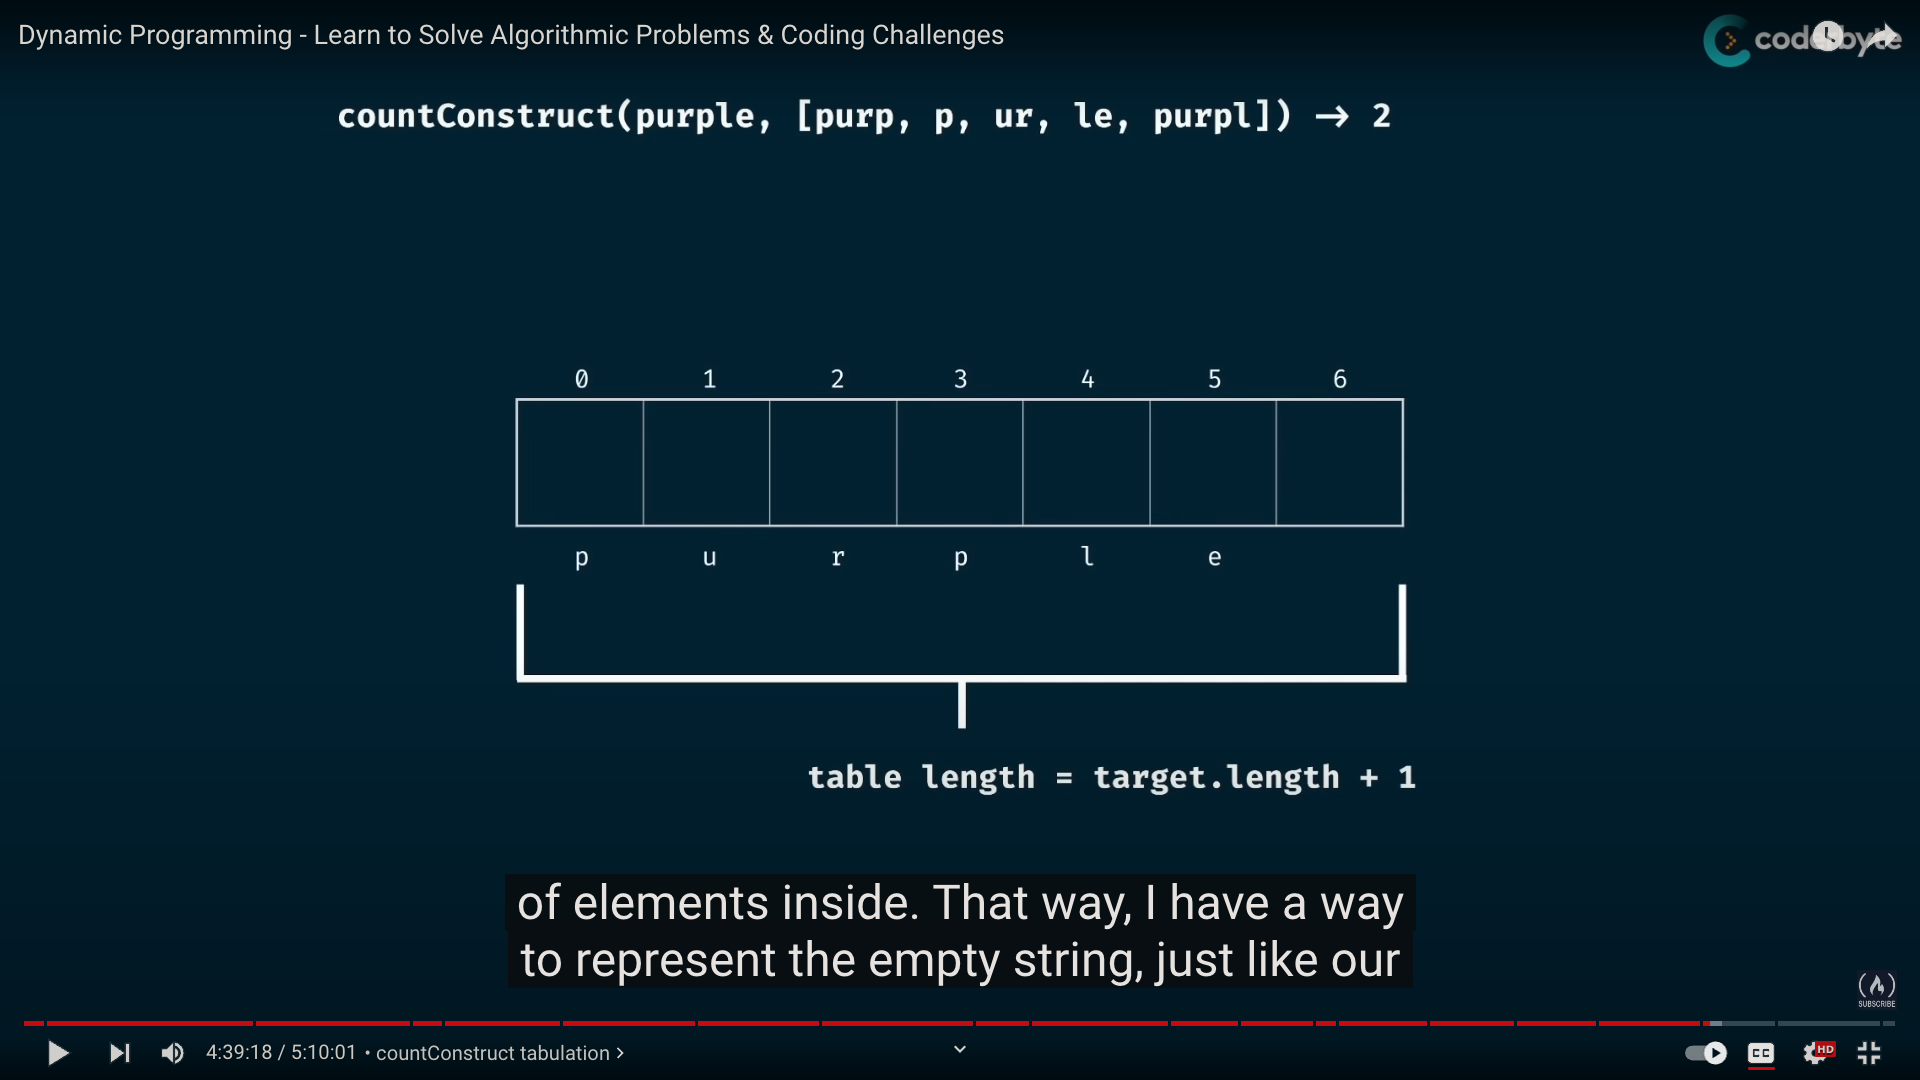 Dynamic Programming - Learn to Solve Algorithmic Problems & Coding Challenges
coderbyte
countConstruct(purple, [purp, p, ur, le, purpl]) → 2
0 1 2 3 4 5 6
p u r p l e
table length = target.length + 1
of elements inside. That way, I have a way
to represent the empty string, just like our
SUBSCRIBE
4:39:18 / 5:10:01 • countConstruct tabulation >
CC
HD